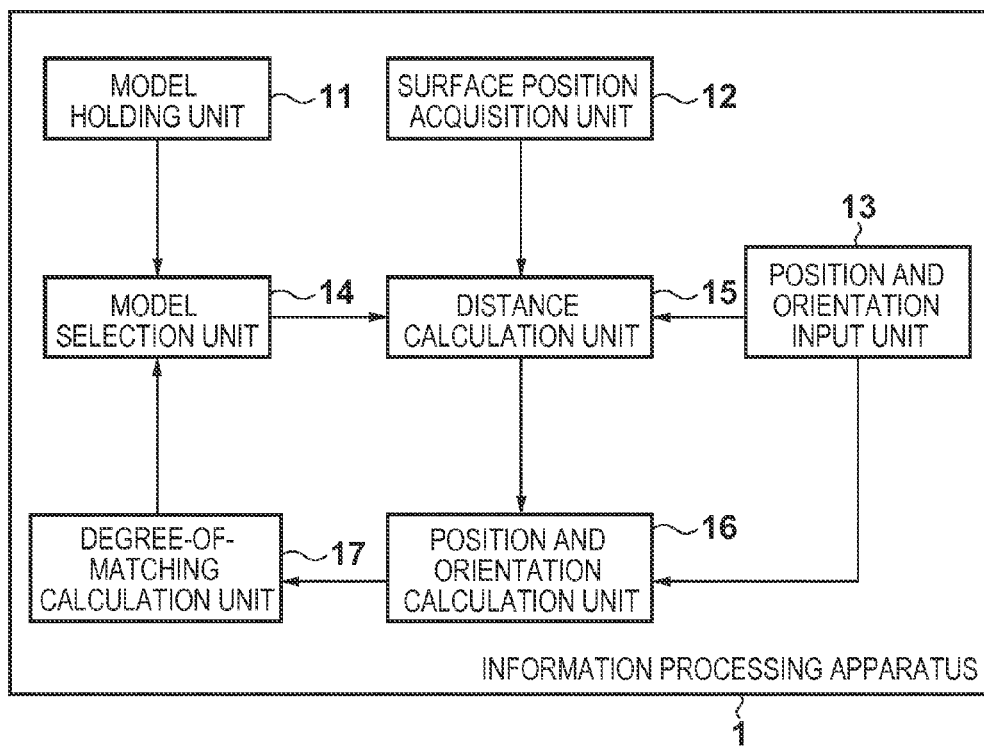 MODEL
HOLDING UNIT
11
SURFACE POSITION
ACQUISITION UNIT
12
13
MODEL
SELECTION UNIT
14
DISTANCE
CALCULATION UNIT
15
POSITION AND
ORIENTATION
INPUT UNIT
DEGREE-OF-
MATCHING
CALCULATION UNIT
17
POSITION AND
ORIENTATION
CALCULATION UNIT
16
INFORMATION PROCESSING APPARATUS
1